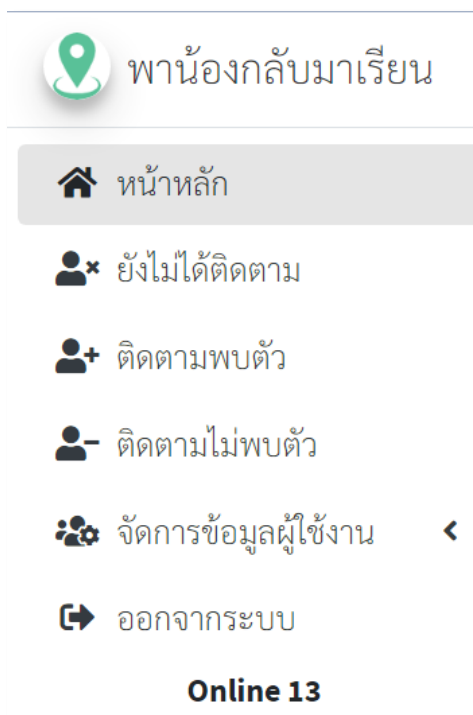 พาน้องกลับมาเรียน
หน้าหลัก
ยังไม่ได้ติดตาม
ติดตามพบตัว
ติดตามไม่พบตัว
จัดการข้อมูลผู้ใช้งาน
ออกจากระบบ
Online 13